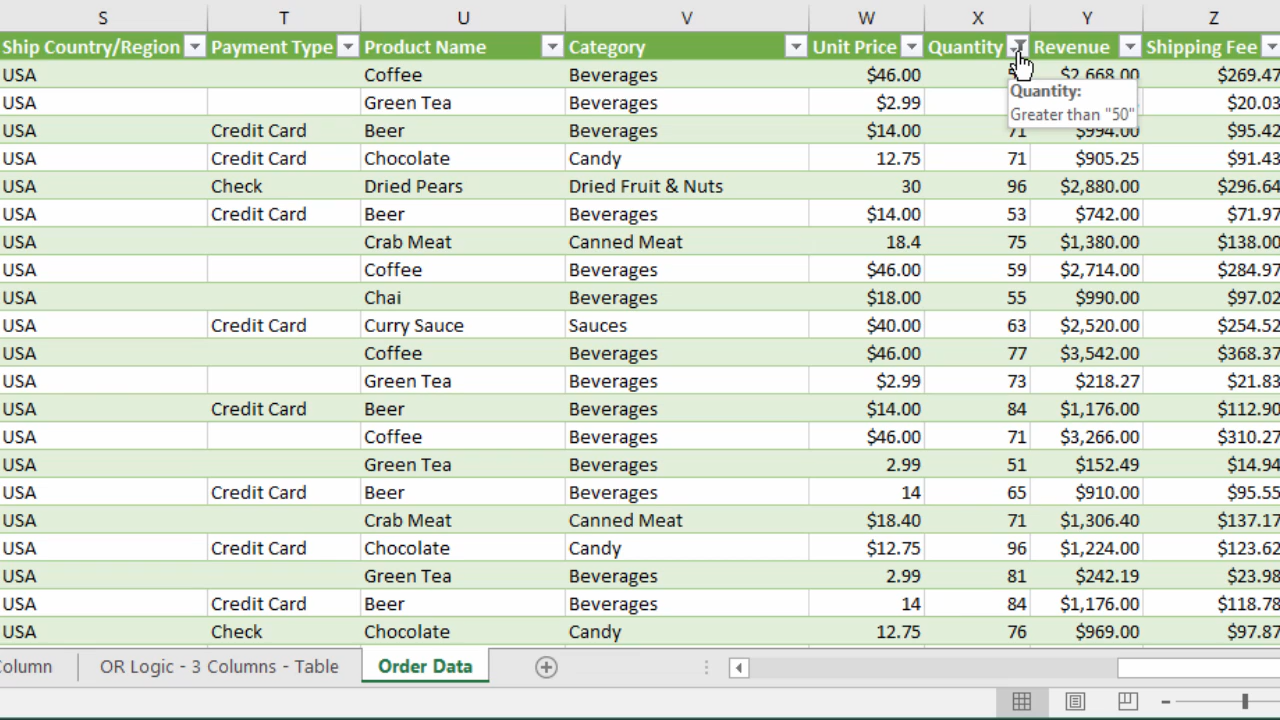 S T U V W X Y Z
Ship Country/Region Payment Type Product Name Category Unit Price Quantity Revenue Shipping Fee
USA Coffee Beverages $46.00 $2,668.00 $269.47
USA Green Tea Beverages $2.99 $20.03
USA Credit Card Beer Beverages $14.00 71 $994.00 $95.42
USA Credit Card Chocolate Candy 12.75 71 $905.25 $91.43
USA Check Dried Pears Dried Fruit & Nuts 30 96 $2,880.00 $296.64
USA Credit Card Beer Beverages $14.00 53 $742.00 $71.97
USA Crab Meat Canned Meat 18.4 75 $1,380.00 $138.00
USA Coffee Beverages $46.00 59 $2,714.00 $284.97
USA Chai Beverages $18.00 55 $990.00 $97.02
USA Credit Card Curry Sauce Sauces $40.00 63 $2,520.00 $254.52
USA Coffee Beverages $46.00 77 $3,542.00 $368.37
USA Green Tea Beverages $2.99 73 $218.27 $21.83
USA Credit Card Beer Beverages $14.00 84 $1,176.00 $112.90
USA Coffee Beverages $46.00 71 $3,266.00 $310.27
USA Green Tea Beverages 2.99 51 $152.49 $14.94
USA Credit Card Beer Beverages 14 65 $910.00 $95.55
USA Crab Meat Canned Meat $18.40 71 $1,306.40 $137.17
USA Credit Card Chocolate Candy $12.75 96 $1,224.00 $123.62
USA Green Tea Beverages 2.99 81 $242.19 $23.98
USA Credit Card Beer Beverages 14 84 $1,176.00 $118.78
USA Check Chocolate Candy 12.75 76 $969.00 $97.87
Quantity:
Greater than "50"
Column OR Logic - 3 Columns - Table Order Data